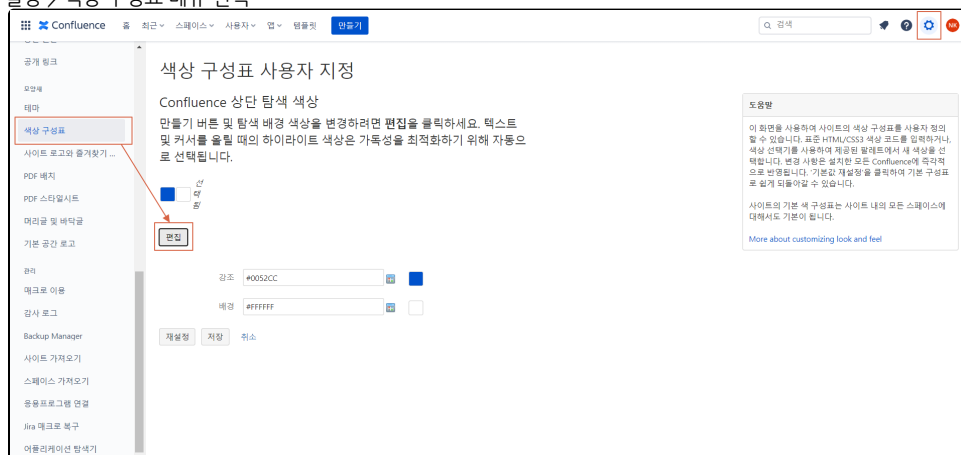 설정 > 색상 구성표 메뉴 선택
Confluence 홈 최근 스페이스 사용자 앱 템플릿 만들기 검색 NK
공개 링크
모양새
테마
색상 구성표
사이트 로고와 즐겨찾기 ...
PDF 배치
PDF 스타일시트
머리글 및 바닥글
기본 공간 로고
관리
매크로 이용
감사 로그
Backup Manager
사이트 가져오기
스페이스 가져오기
응용프로그램 연결
Jira 매크로 복구
어플리케이션 탐색기
색상 구성표 사용자 지정
Confluence 상단 탐색 색상
만들기 버튼 및 탐색 배경 색상을 변경하려면 편집을 클릭하세요. 텍스트
및 커서를 올릴 때의 하이라이트 색상은 가독성을 최적화하기 위해 자동으
로 선택됩니다.
선
택
됨
편집
강조 #0052CC
배경 #FFFFFF
재설정 저장 취소
도움말
이 화면을 사용하여 사이트의 색상 구성표를 사용자 정의
할 수 있습니다. 표준 HTML/CSS3 색상 코드를 입력하거나,
색상 선택기를 사용하여 제공된 팔레트에서 새 색상을 선
택합니다. 변경 사항은 설치한 모든 Confluence에 즉각적
으로 반영됩니다. '기본값 재설정'을 클릭하여 기본 구성표
로 쉽게 되돌아갈 수 있습니다.
사이트의 기본 색 구성표는 사이트 내의 모든 스페이스에
대해서도 기본이 됩니다.
More about customizing look and feel